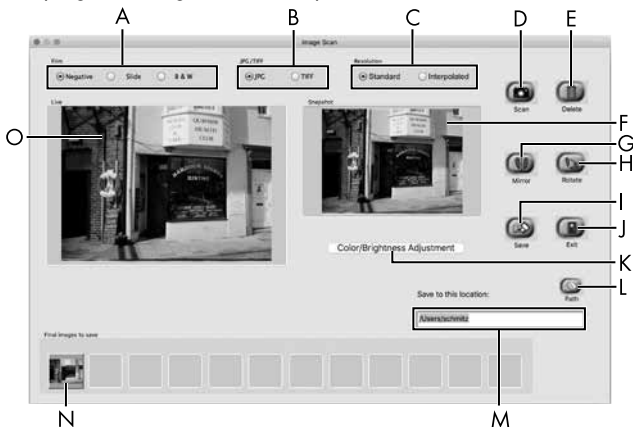 A
B
C
D
E
Image Scan
Film
JPG/TIFF
Resolution
Negative
Slide
B & W
JPG
TIFF
Standard
Interpolated
Scan
Delete
Live
Snapshot
F
O
G
Mirror
Rotate
H
I
Save
Exit
J
Color/Brightness Adjustment
K
Path
L
Save to this location:
/Users/schmitz
Final images to save
N
M